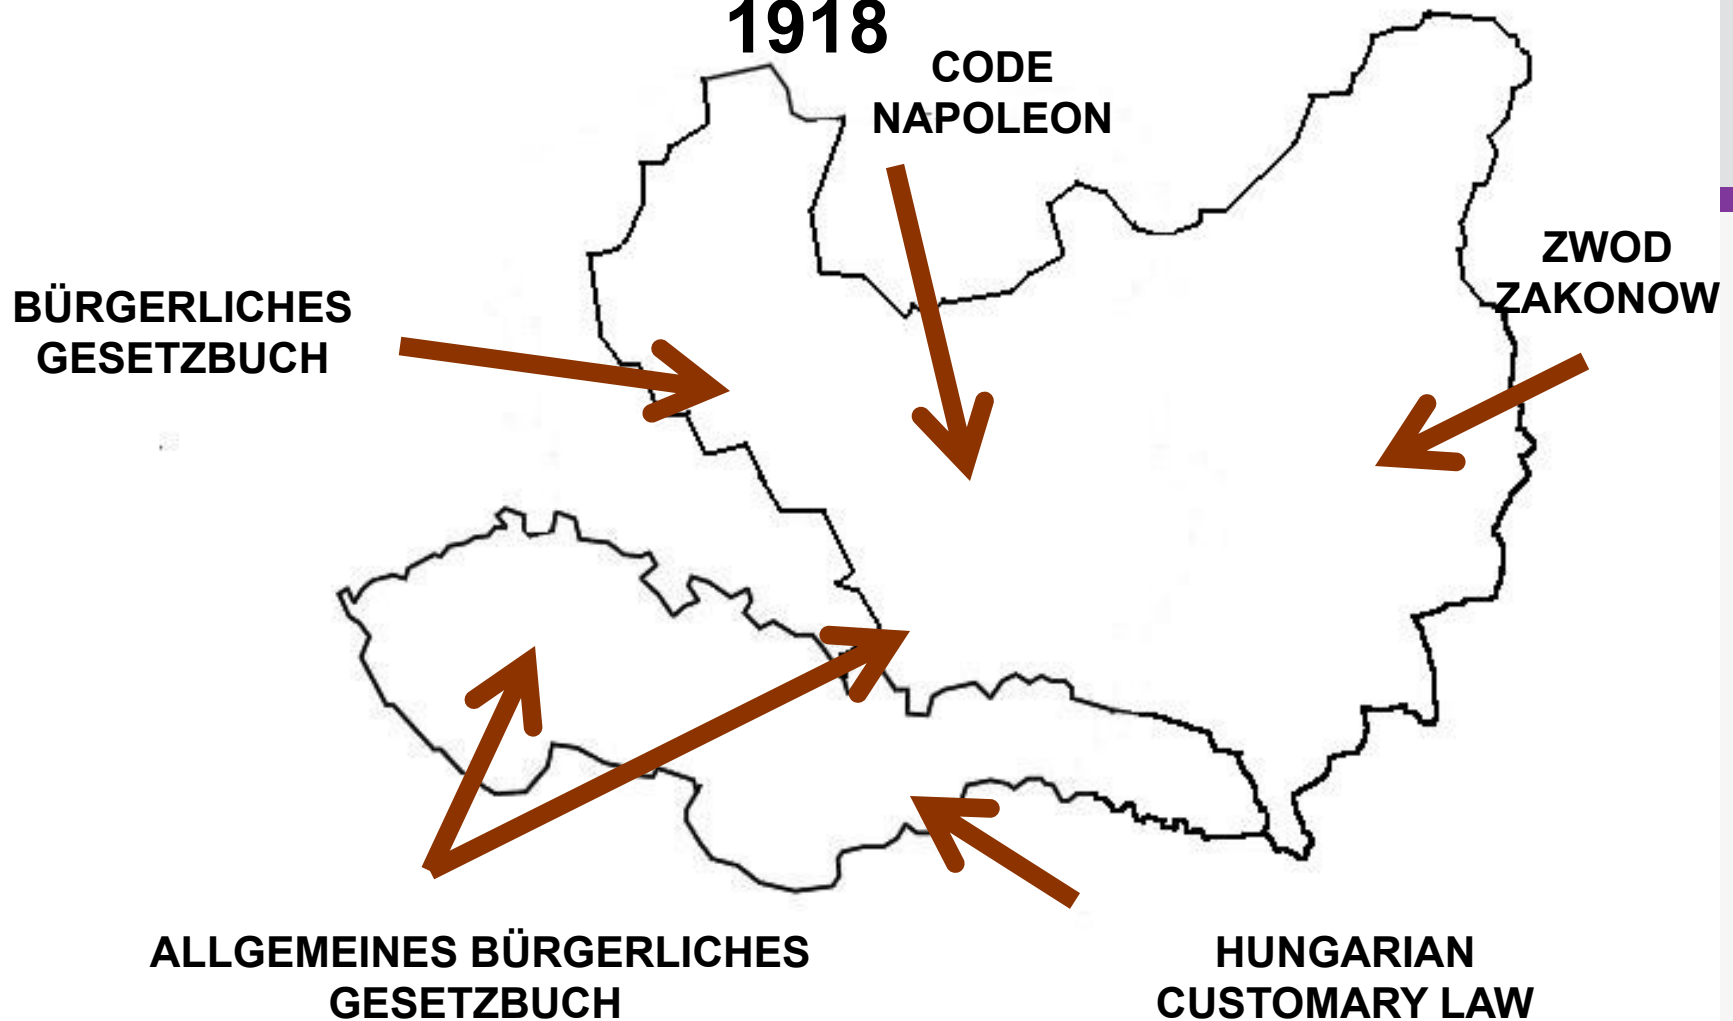 1918
CODE
NAPOLEON
ZWOD
ZAKONOW
BÜRGERLICHES
GESETZBUCH
ALLGEMEINES BÜRGERLICHES
GESETZBUCH
HUNGARIAN
CUSTOMARY LAW